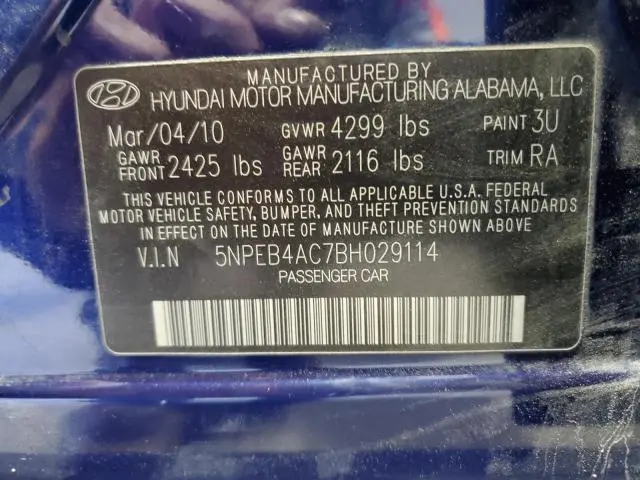 MANUFACTURED BY
HYUNDAI MOTOR MANUFACTURING ALABAMA, LLC
Mar/04/10 GVWR 4299 lbs PAINT 3U
GAWR FRONT 2425 lbs GAWR REAR 2116 lbs TRIM RA
THIS VEHICLE CONFORMS TO ALL APPLICABLE U.S.A. FEDERAL
MOTOR VEHICLE SAFETY, BUMPER, AND THEFT PREVENTION
STANDARDS IN EFFECT ON THE DATE OF MANUFACTURE SHOWN ABOVE.
V.I.N 5NPEB4AC7BH029114
PASSENGER CAR